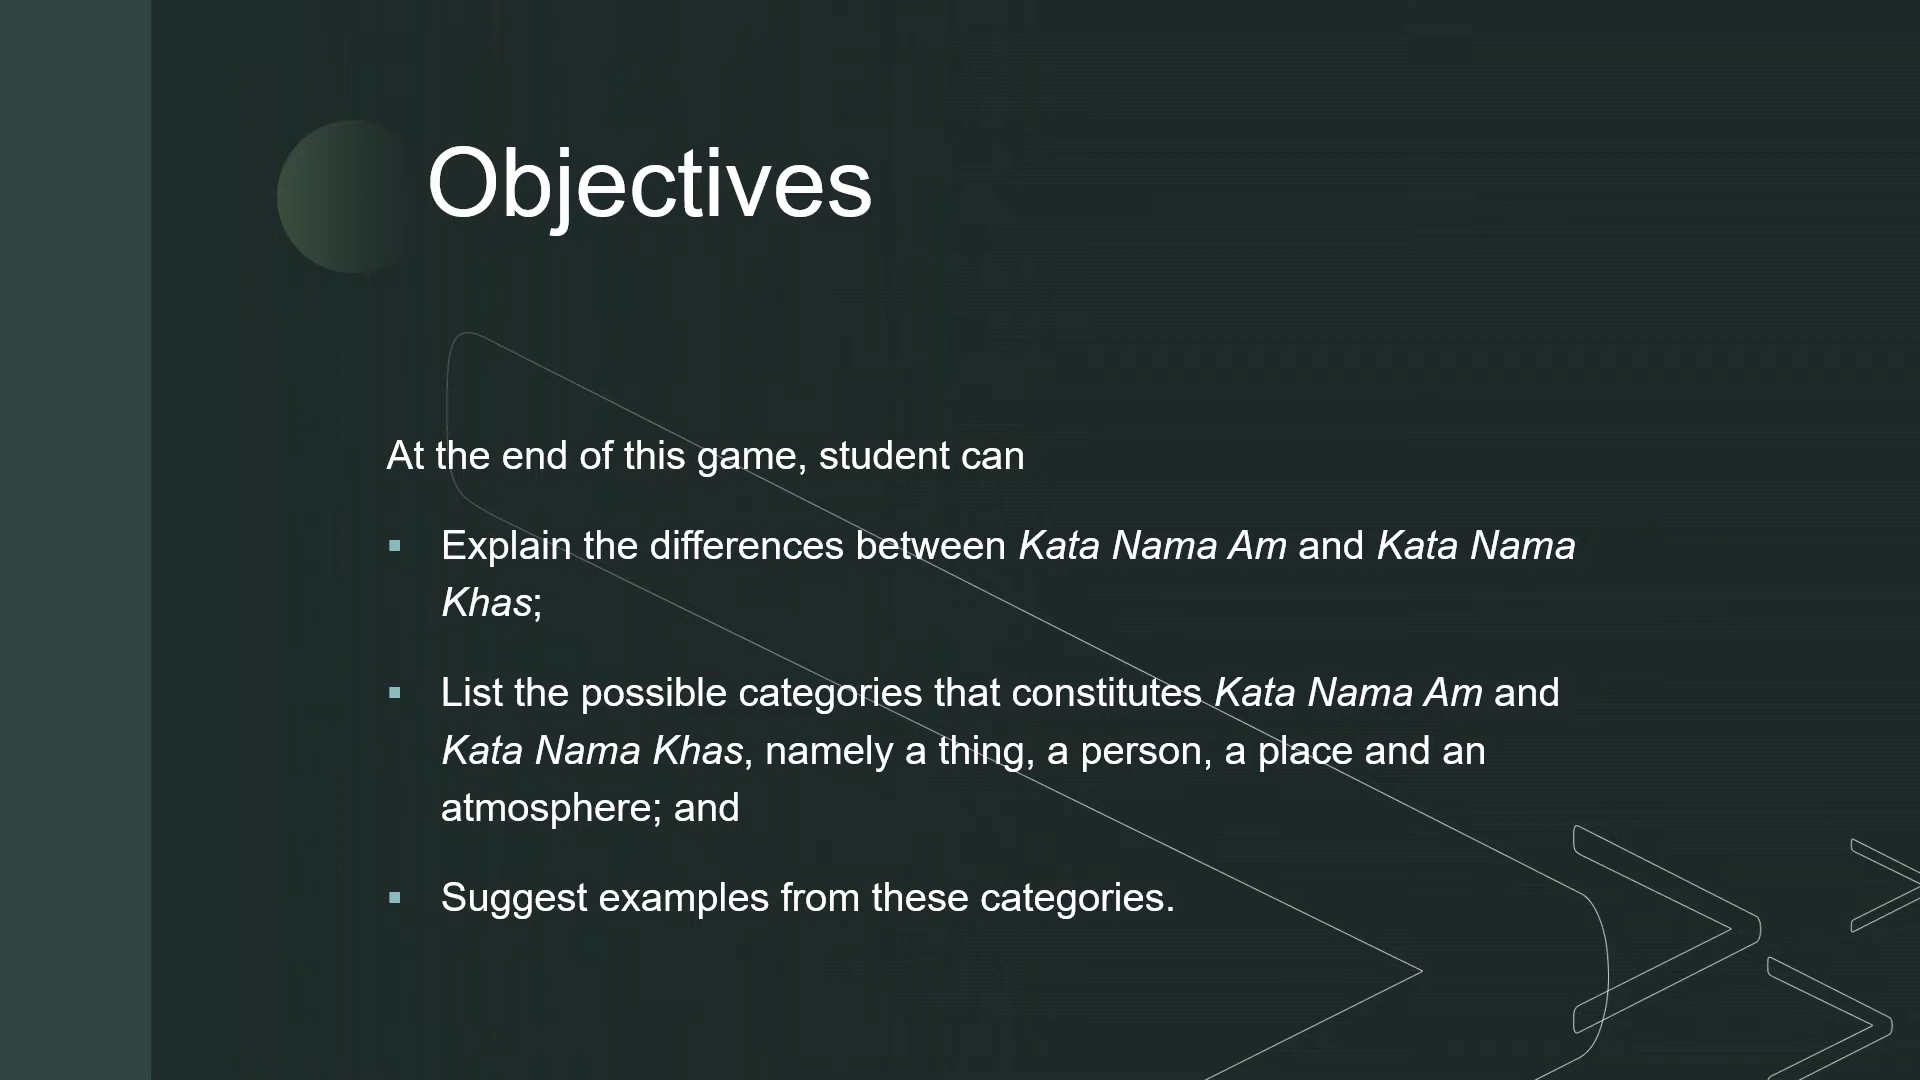 Objectives
At the end of this game, student can
▪ Explain the differences between Kata Nama Am and Kata Nama
Khas;
▪ List the possible categories that constitutes Kata Nama Am and
Kata Nama Khas, namely a thing, a person, a place and an
atmosphere; and
▪ Suggest examples from these categories.